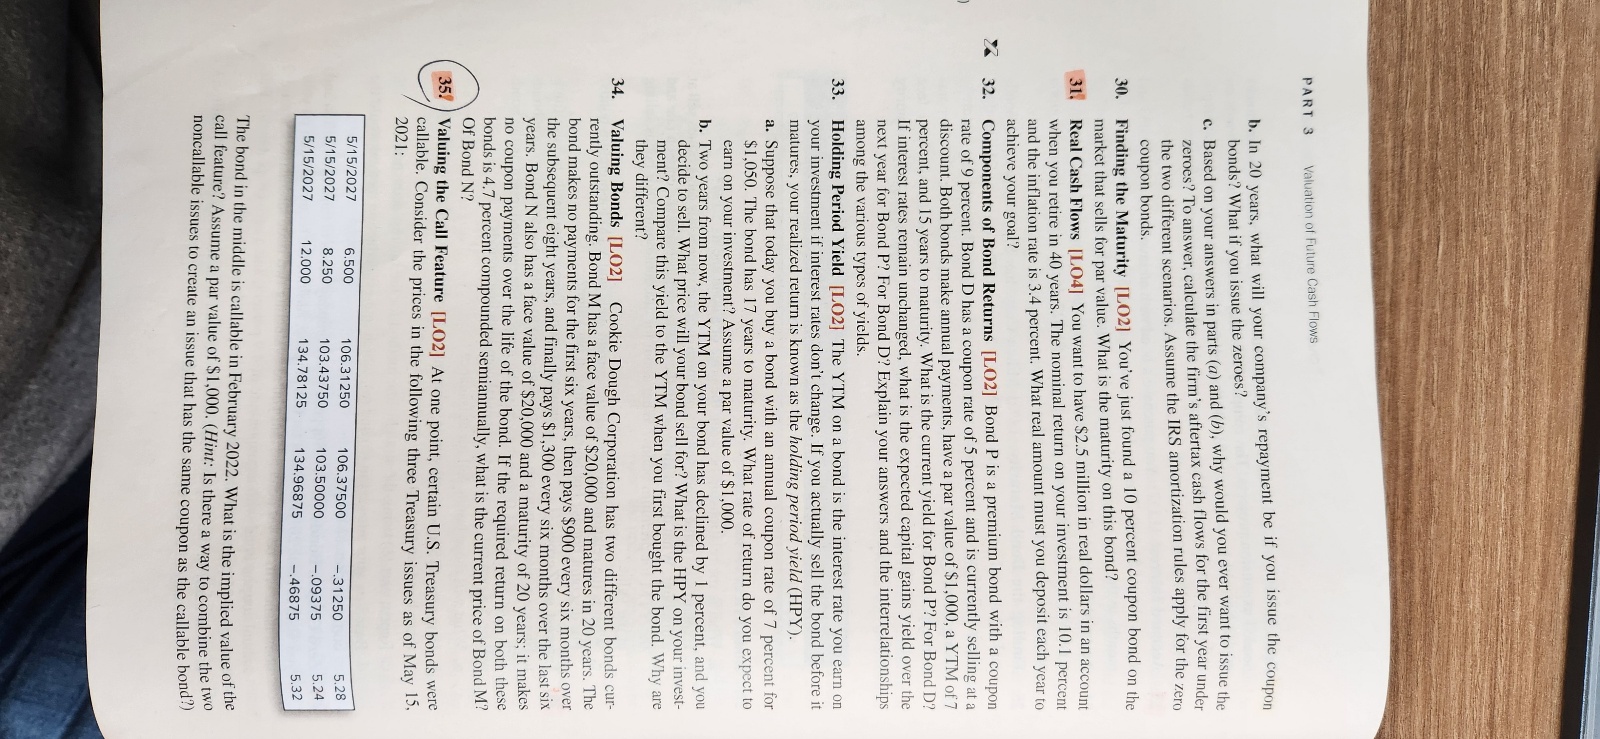 PART 3 Valuation of Future Cash Flows
b. In 20 years, what will your company's repayment be if you issue the coupon
bonds? What if you issue the zeroes?
c. Based on your answers in parts (a) and (b), why would you ever want to issue the
zeroes? To answer, calculate the firm's aftertax cash flows for the first year under
the two different scenarios. Assume the IRS amortization rules apply for the zero
coupon bonds.
30. Finding the Maturity [LO2] You've just found a 10 percent coupon bond on the
market that sells for par value. What is the maturity on this bond?
31. Real Cash Flows [LO4] You want to have $2.5 million in real dollars in an account
when you retire in 40 years. The nominal return on your investment is 10.1 percent
and the inflation rate is 3.4 percent. What real amount must you deposit each year to
achieve your goal?
32. Components of Bond Returns [LO2] Bond P is a premium bond with a coupon
rate of 9 percent. Bond D has a coupon rate of 5 percent and is currently selling at a
discount. Both bonds make annual payments, have a par value of $1,000, a YTM of 7
percent, and 15 years to maturity. What is the current yield for Bond P? For Bond D?
If interest rates remain unchanged, what is the expected capital gains yield over the
next year for Bond P? For Bond D? Explain your answers and the interrelationships
among the various types of yields.
33. Holding Period Yield [LO2] The YTM on a bond is the interest rate you earn on
your investment if interest rates don't change. If you actually sell the bond before it
matures, your realized return is known as the holding period yield (HPY).
a. Suppose that today you buy a bond with an annual coupon rate of 7 percent for
$1,050. The bond has 17 years to maturity. What rate of return do you expect to
earn on your investment? Assume a par value of $1,000.
b. Two years from now, the YTM on your bond has declined by 1 percent, and you
decide to sell. What price will your bond sell for? What is the HPY on your invest-
ment? Compare this yield to the YTM when you first bought the bond. Why are
they different?
34. Valuing Bonds [LO2] Cookie Dough Corporation has two different bonds cur-
rently outstanding. Bond M has a face value of $20,000 and matures in 20 years. The
bond makes no payments for the first six years, then pays $900 every six months over
the subsequent eight years, and finally pays $1,300 every six months over the last six
years. Bond N also has a face value of $20,000 and a maturity of 20 years; it makes
no coupon payments over the life of the bond. If the required return on both these
bonds is 4.7 percent compounded semiannually, what is the current price of Bond M?
Of Bond N?
35. Valuing the Call Feature [LO2] At one point, certain U.S. Treasury bonds were
callable. Consider the prices in the following three Treasury issues as of May 15,
2021:
5/15/2027 6.500 106.31250 106.37500 −.31250 5.28
5/15/2027 8.250 103.43750 103.50000 −.09375 5.24
5/15/2027 12.000 134.78125 134.96875 −.46875 5.32
The bond in the middle is callable in February 2022. What is the implied value of the
call feature? Assume a par value of $1,000. (Hint: Is there a way to combine the two
noncallable issues to create an issue that has the same coupon as the callable bond?)